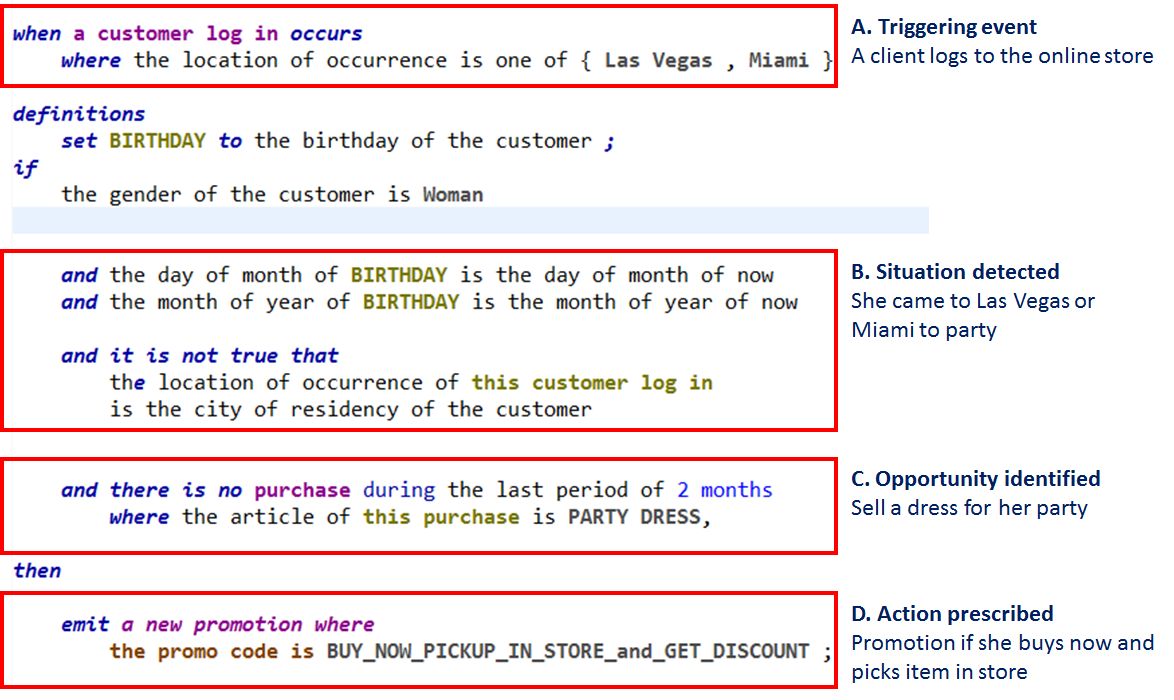 when a customer log in occurs
where the location of occurrence is one of { Las Vegas , Miami }
A. Triggering event
A client logs to the online store
definitions
set BIRTHDAY to the birthday of the customer ;
if
the gender of the customer is Woman
and the day of month of BIRTHDAY is the day of month of now
and the month of year of BIRTHDAY is the month of year of now
and it is not true that
the location of occurrence of this customer log in
is the city of residency of the customer
B. Situation detected
She came to Las Vegas or
Miami to party
and there is no purchase during the last period of 2 months
where the article of this purchase is PARTY DRESS,
C. Opportunity identified
Sell a dress for her party
then
emit a new promotion where
the promo code is BUY_NOW_PICKUP_IN_STORE_and_GET_DISCOUNT ;
D. Action prescribed
Promotion if she buys now and
picks item in store